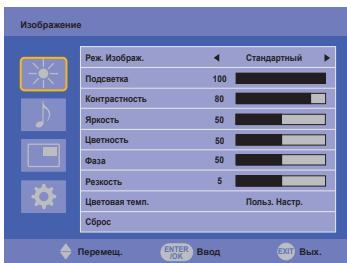 Изображение
Реж. Изображ. Стандартный
Подсветка 100
Контрастность 80
Яркость 50
Цветность 50
Фаза 50
Резкость 5
Цветовая темп. Польз. Настр.
Сброс
Перемещ. ENTER /OK Ввод EXIT Вых.